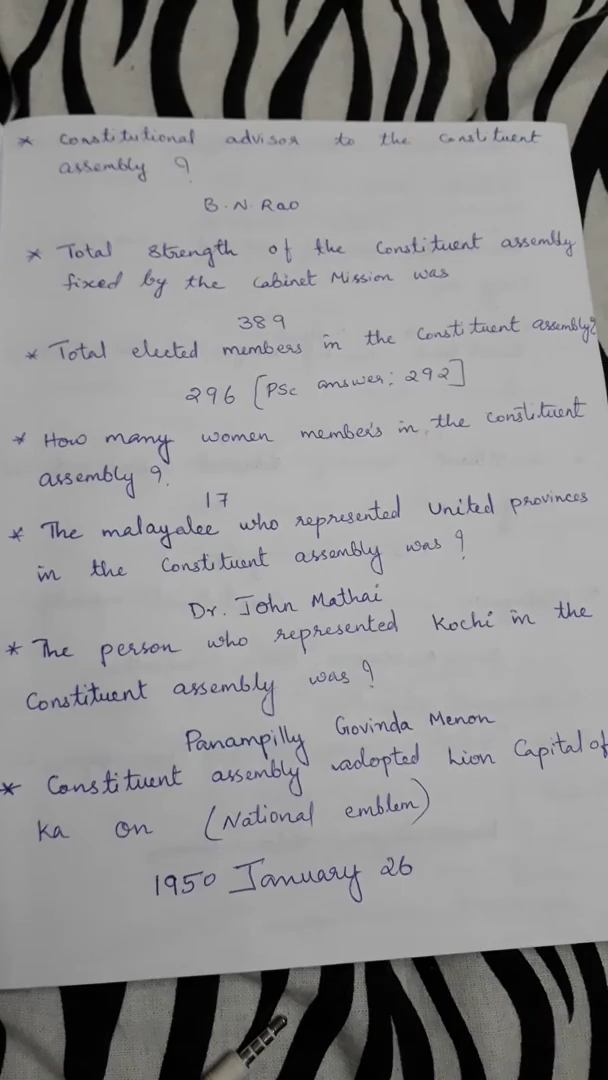 * Constitutional advisor to the Constituent
assembly ?
B.N Rao
* Total strength of the Constituent assembly
fixed by the Cabinet Mission was
389
* Total elected members in the Constituent assembly?
296 [PSC answer: 292]
* How many women members in the constituent
assembly ?
17
* The malayalee who represented United provinces
in the Constituent assembly was ?
Dr. John Mathai
* The person who represented Kochi in the
Constituent assembly was ?
Panampilly Govinda Menon
* Constituent assembly adopted Lion Capital of
ka on (National emblem)
1950 January 26